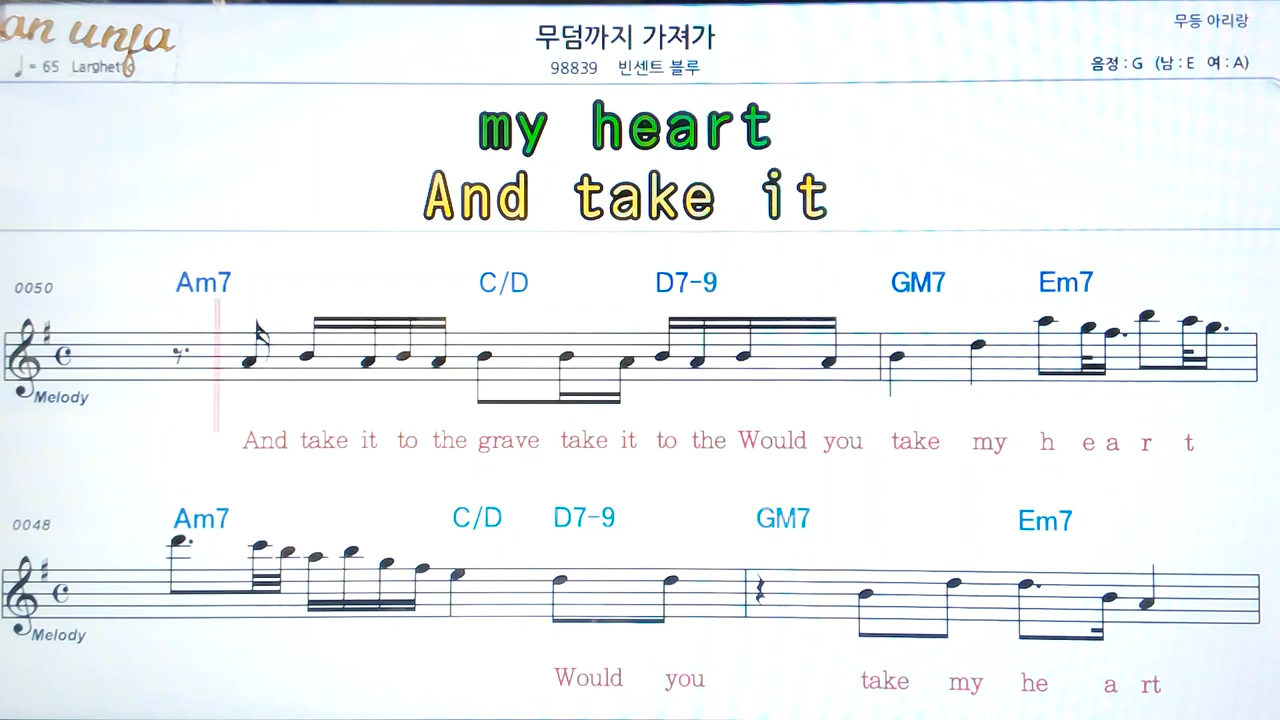 an unfa
무덤까지 가져가
무등 아리랑
♩= 65 Larghetto
98839 빈센트 블루
음정 : G (남 : E 여 : A)
my heart
And take it
0050 Am7 C/D D7-9 GM7 Em7
Melody
And take it to the grave take it to the Would you take my h e a r t
0048 Am7 C/D D7-9 GM7 Em7
Melody
Would you take my he a rt